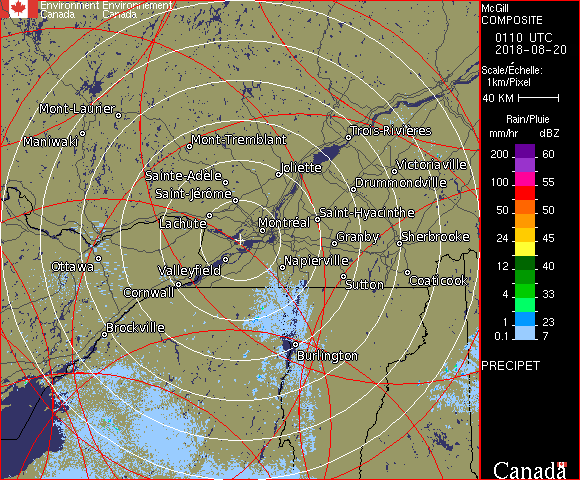 Environment Environnement
Canada Canada
McGill
COMPOSITE
0110 UTC
2018-08-20
Scale/Échelle:
1km/Pixel
40 KM
Rain/Pluie
mm/hr dBZ
200 60
100 55
50 50
24 45
12 40
4 33
1 23
0.1 7
PRECIPET
Canada
Mont-Laurier
Maniwaki
Mont-Tremblant
Trois-Rivières
Joliette
Victoriaville
Sainte-Adèle
Drummondville
Saint-Jérôme
Lachute
Saint-Hyacinthe
Montréal
Granby
Sherbrooke
Ottawa
Valleyfield
Napierville
Cornwall
Sutton
Coaticook
Brockville
Burlington